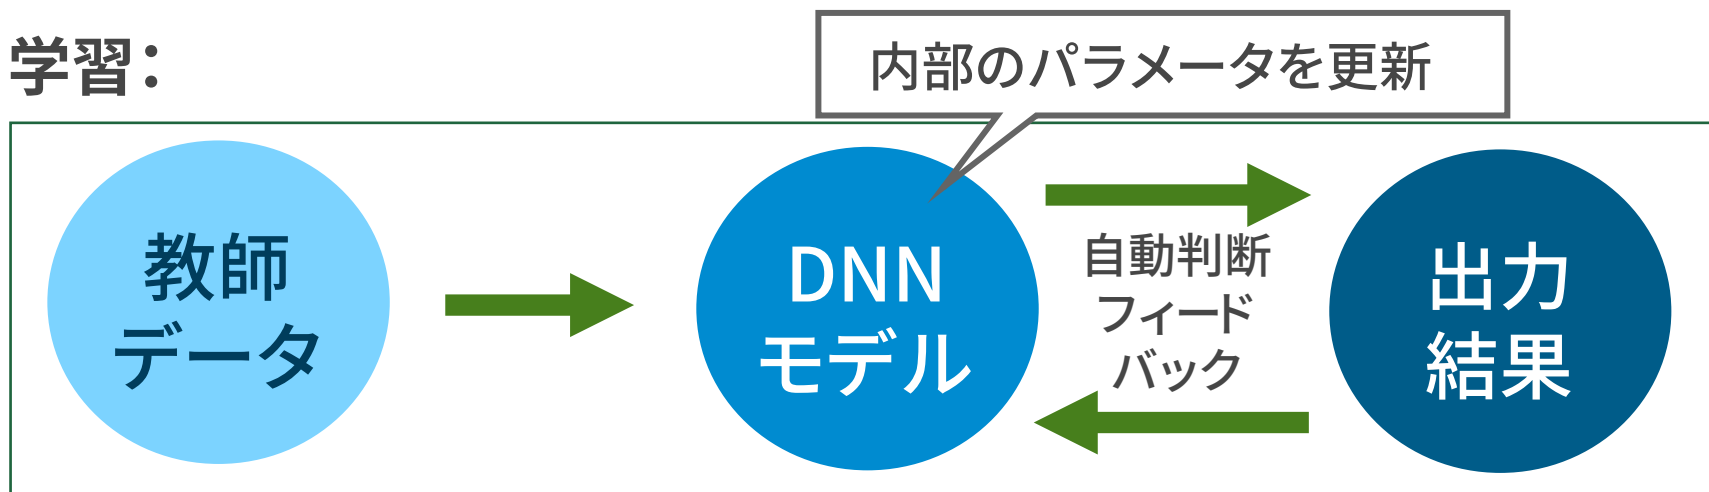 学習：
内部のパラメータを更新
教師
データ
DNN
モデル
自動判断
フィード
バック
出力
結果